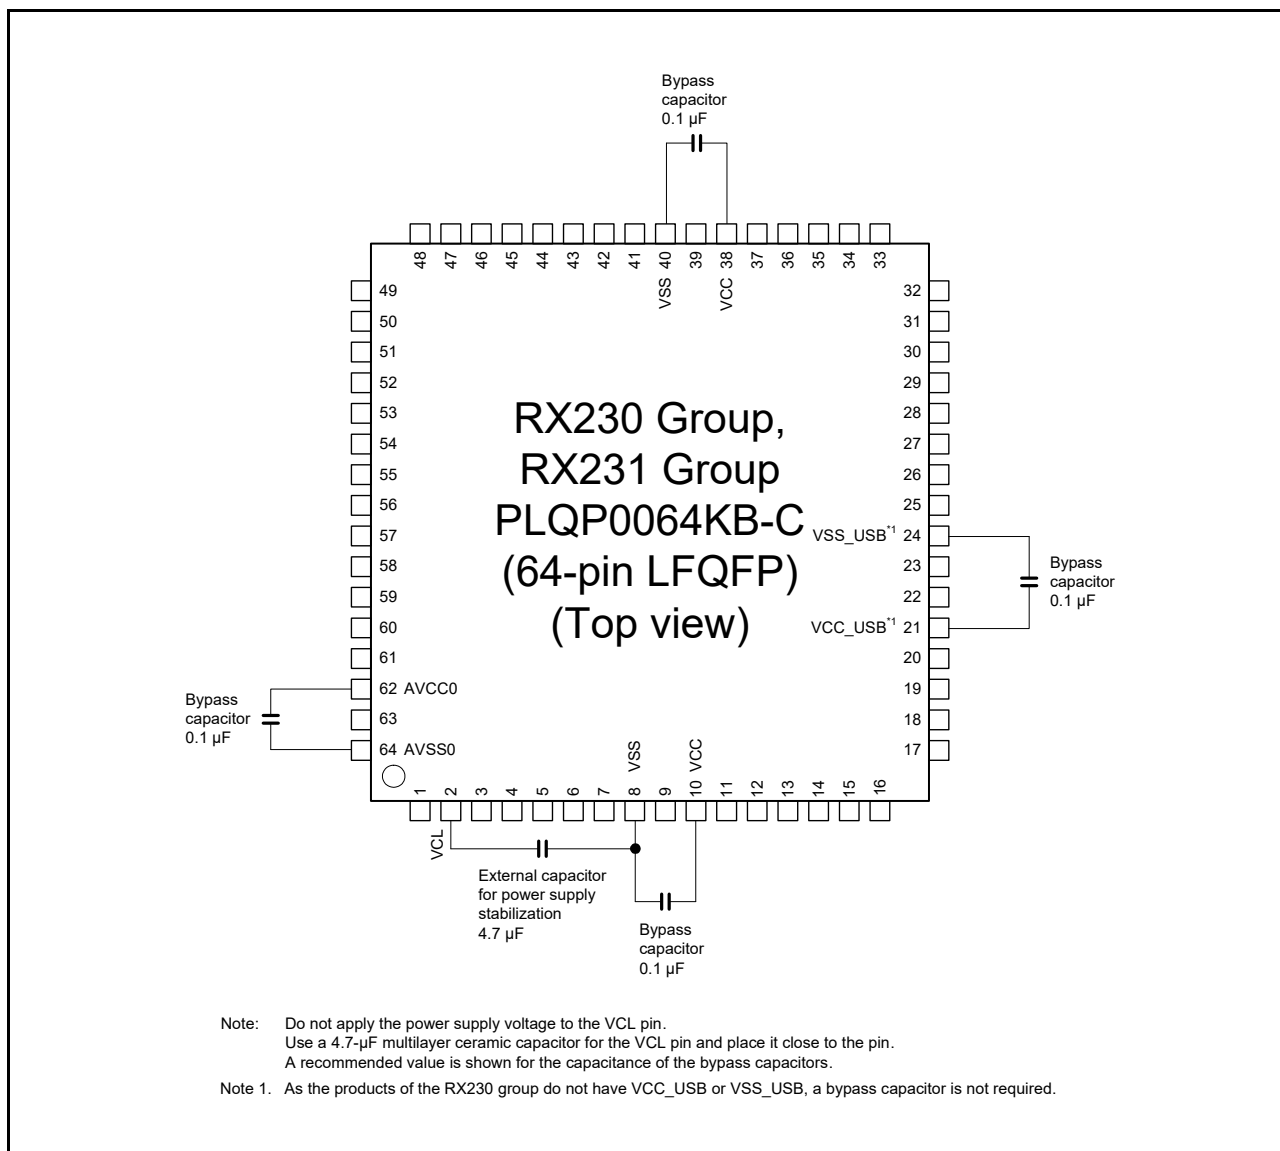 Bypass
capacitor
0.1 µF
48 47 46 45 44 43 42 41 40 39 38 37 36 35 34 33
VSS VCC
49
50
51
52
53
54
55
56
57
58
59
60
61
62 AVCC0
63
64 AVSS0
RX230 Group,
RX231 Group
PLQP0064KB-C
(64-pin LFQFP)
(Top view)
32
31
30
29
28
27
26
25
VSS_USB*1 24
23
22
VCC_USB*1 21
20
19
18
17
Bypass
capacitor
0.1 µF
Bypass
capacitor
0.1 µF
VSS VCC
1 2 3 4 5 6 7 8 9 10 11 12 13 14 15 16
VCL
External capacitor
for power supply
stabilization
4.7 µF
Bypass
capacitor
0.1 µF
Note: Do not apply the power supply voltage to the VCL pin.
Use a 4.7-µF multilayer ceramic capacitor for the VCL pin and place it close to the pin.
A recommended value is shown for the capacitance of the bypass capacitors.
Note 1. As the products of the RX230 group do not have VCC_USB or VSS_USB, a bypass capacitor is not required.